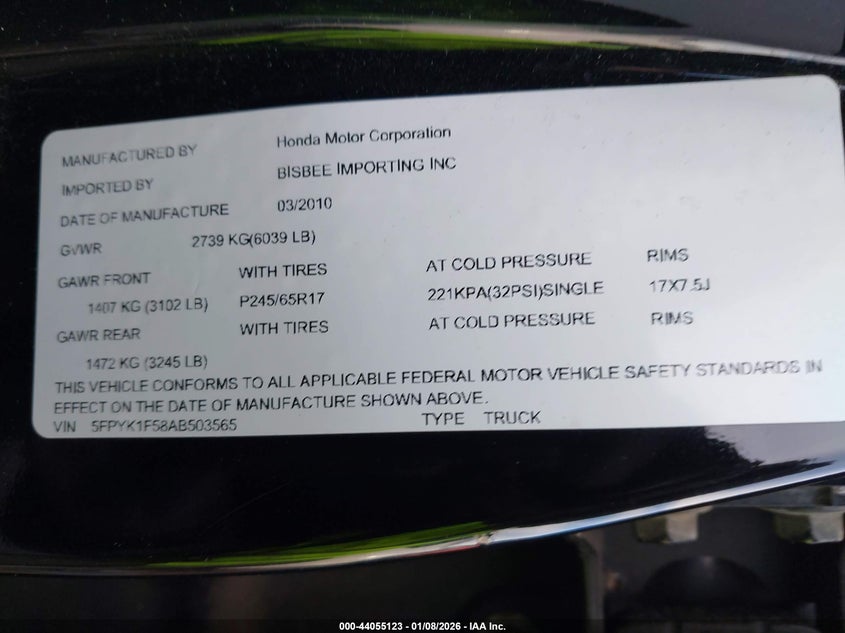 MANUFACTURED BY Honda Motor Corporation
IMPORTED BY BISBEE IMPORTING INC
DATE OF MANUFACTURE 03/2010
GVWR 2739 KG(6039 LB)
GAWR FRONT WITH TIRES AT COLD PRESSURE RIMS
1407 KG (3102 LB) P245/65R17 221KPA(32PSI)SINGLE 17X7.5J
GAWR REAR WITH TIRES AT COLD PRESSURE RIMS
1472 KG (3245 LB)
THIS VEHICLE CONFORMS TO ALL APPLICABLE FEDERAL MOTOR VEHICLE SAFETY STANDARDS IN
EFFECT ON THE DATE OF MANUFACTURE SHOWN ABOVE.
VIN 5FPYK1F58AB503565 TYPE TRUCK
000-44055123 - 01/08/2026 - IAA Inc.